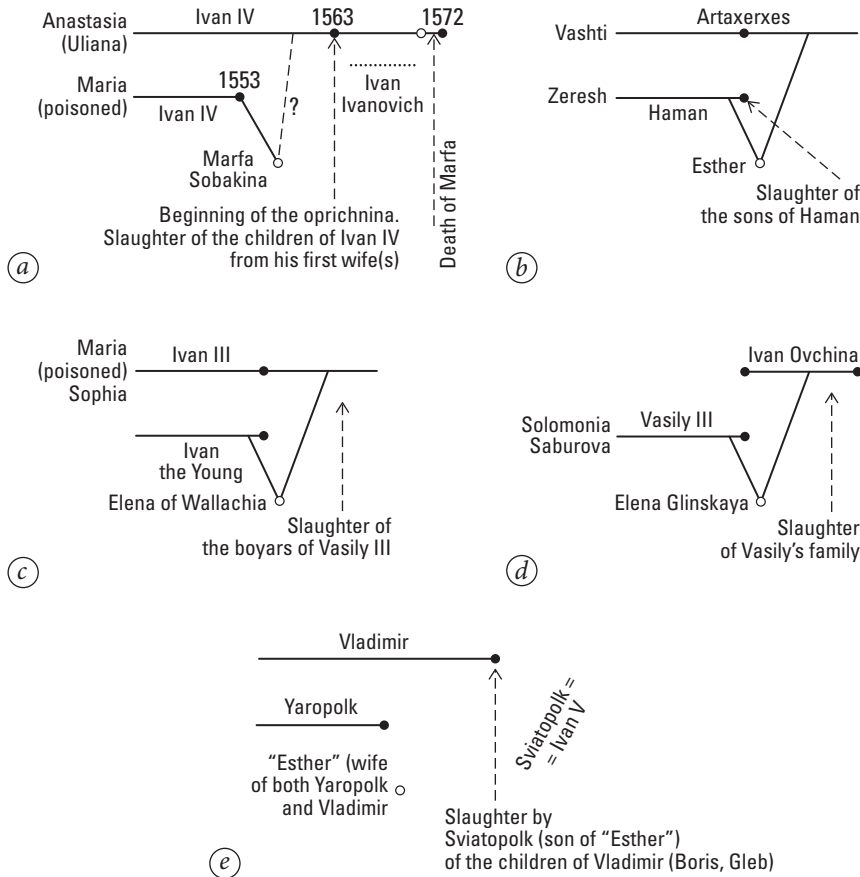 Anastasia
(Uliana)
Ivan IV
1563
1572
Maria
(poisoned)
1553
Ivan IV
?
Ivan
Ivanovich
Marfa
Sobakina
Beginning of the oprichnina.
Slaughter of the children of Ivan IV
from his first wife(s)
Death of Marfa
a
Vashti
Artaxerxes
Zeresh
Haman
Esther
Slaughter of
the sons of Haman
b
Maria
(poisoned)
Sophia
Ivan III
Ivan
the Young
Elena of Wallachia
Slaughter of
the boyars of Vasily III
c
Ivan Ovchina
Solomonia
Saburova
Vasily III
Elena Glinskaya
Slaughter
of Vasily's family
d
Vladimir
Yaropolk
"Esther" (wife
of both Yaropolk
and Vladimir
Sviatopolk =
= Ivan V
Slaughter by
Sviatopolk (son of "Esther")
of the children of Vladimir (Boris, Gleb)
e